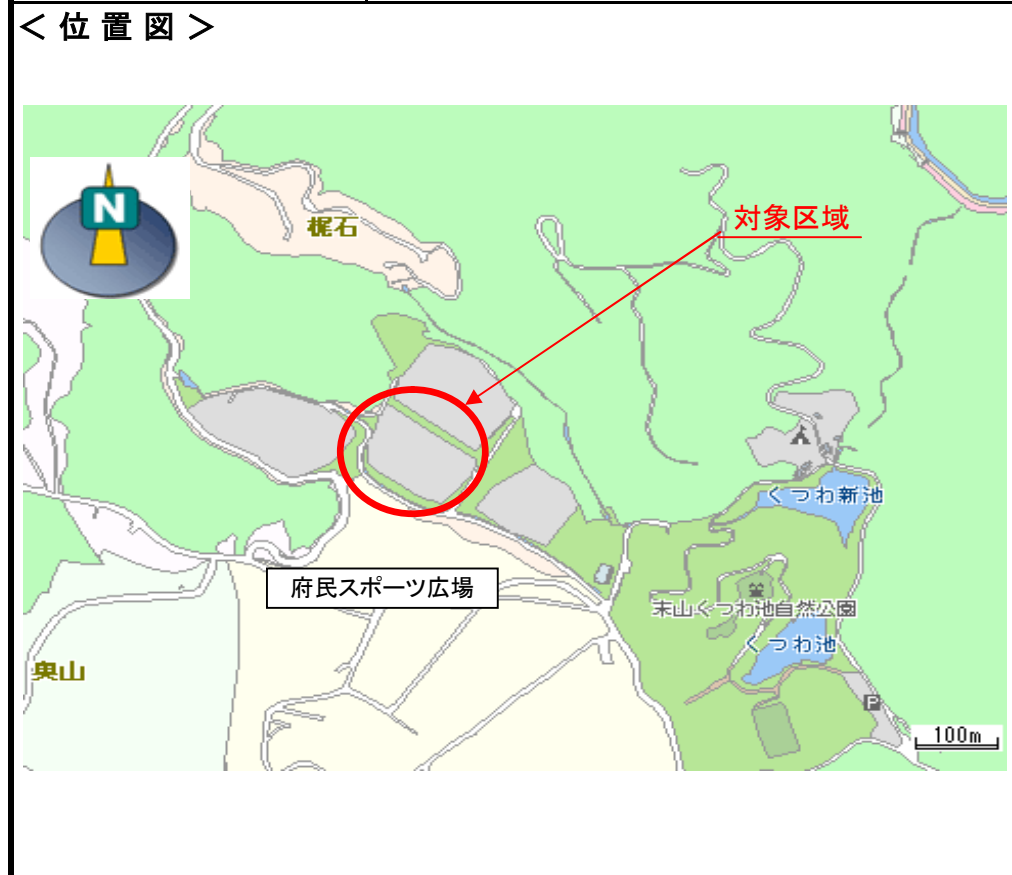 ＜位置図＞
N
梶石
対象区域
くつわ新池
府民スポーツ広場
末山くつわ池自然公園
くつわ池
奥山
P
100m